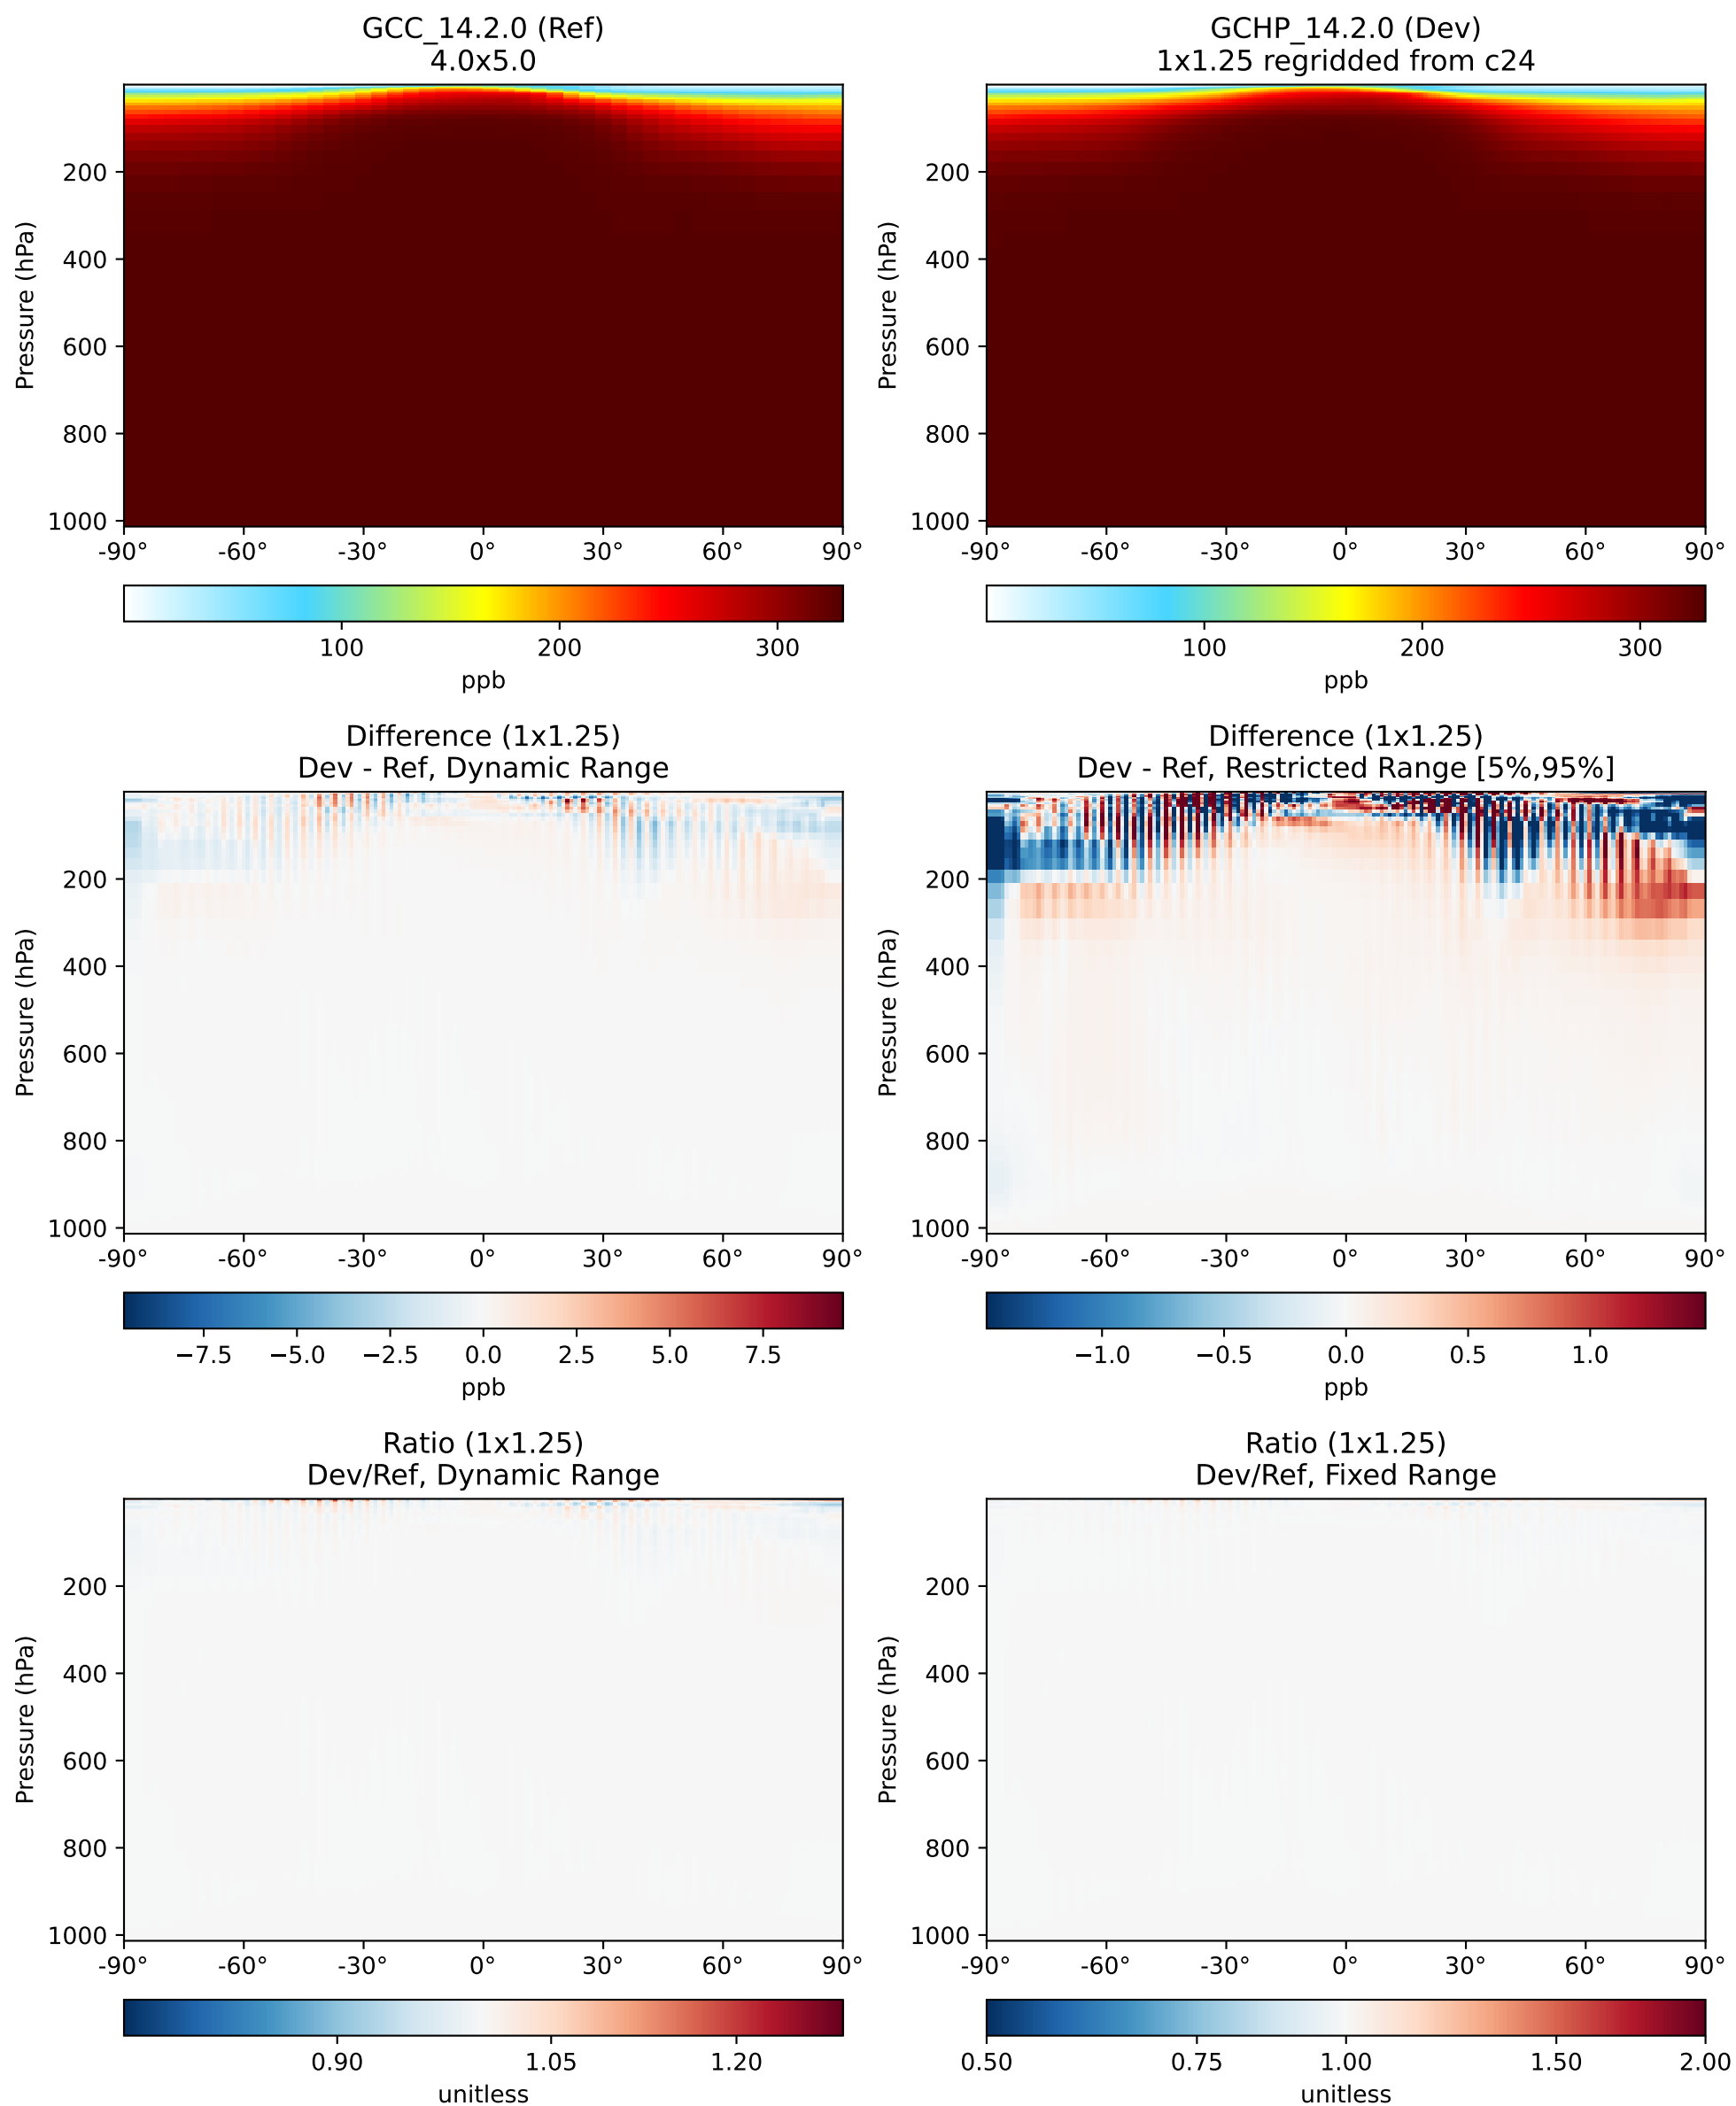 GCC_14.2.0 (Ref)
4.0x5.0
Pressure (hPa)
200
400
600
800
1000
-90° -60° -30° 0° 30° 60° 90°
100 200 300
ppb
GCHP_14.2.0 (Dev)
1x1.25 regridded from c24
Pressure (hPa)
200
400
600
800
1000
-90° -60° -30° 0° 30° 60° 90°
100 200 300
ppb
Difference (1x1.25)
Dev - Ref, Dynamic Range
Pressure (hPa)
200
400
600
800
1000
-90° -60° -30° 0° 30° 60° 90°
−7.5 −5.0 −2.5 0.0 2.5 5.0 7.5
ppb
Difference (1x1.25)
Dev - Ref, Restricted Range [5%,95%]
Pressure (hPa)
200
400
600
800
1000
-90° -60° -30° 0° 30° 60° 90°
−1.0 −0.5 0.0 0.5 1.0
ppb
Ratio (1x1.25)
Dev/Ref, Dynamic Range
Pressure (hPa)
200
400
600
800
1000
-90° -60° -30° 0° 30° 60° 90°
0.90 1.05 1.20
unitless
Ratio (1x1.25)
Dev/Ref, Fixed Range
Pressure (hPa)
200
400
600
800
1000
-90° -60° -30° 0° 30° 60° 90°
0.50 0.75 1.00 1.50 2.00
unitless